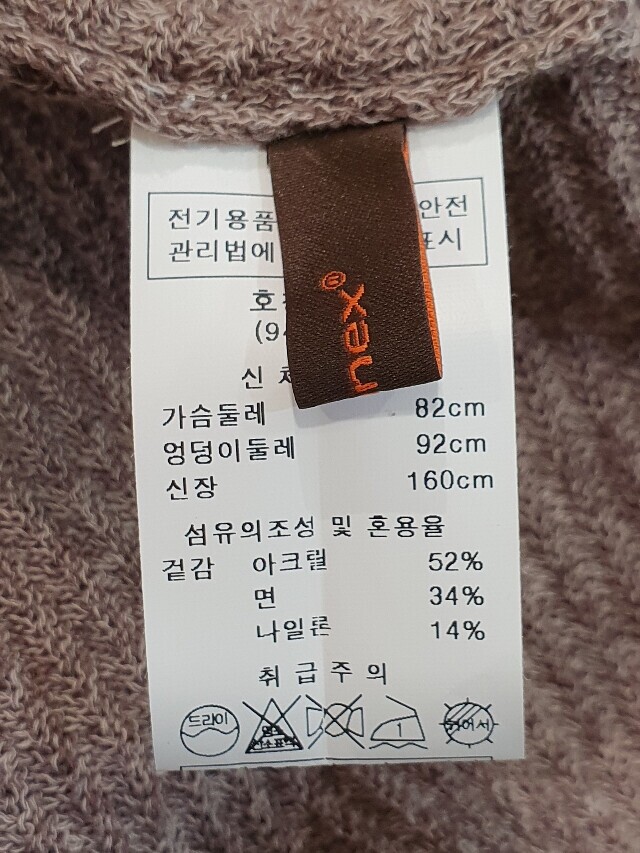 전기용품 안전
관리법에 표시
호
(9
신 체
가슴둘레 82cm
엉덩이둘레 92cm
신장 160cm
섬유의조성 및 혼용율
겉감 아크릴 52%
면 34%
나일론 14%
취급주의
드라이
1
nex®